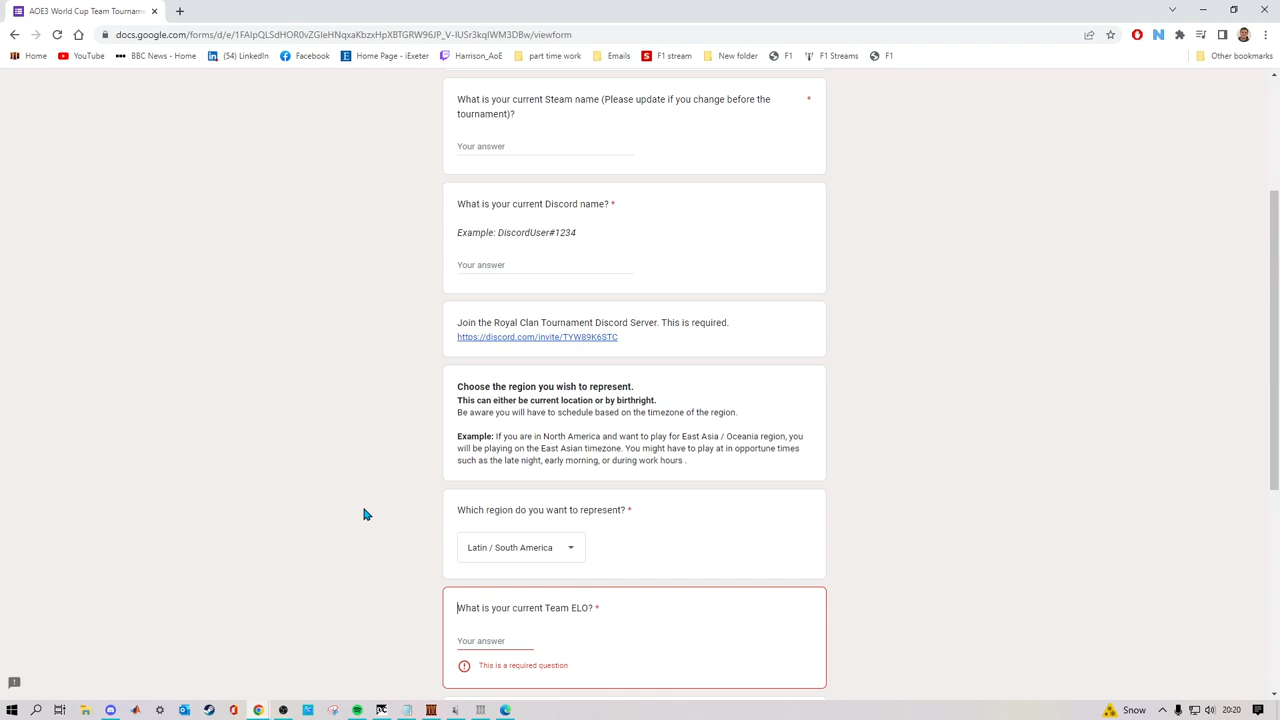 AOE3 World Cup Team Tourname
docs.google.com/forms/d/e/1FAIpQLSdHOR0vZGIeHNqxaKbzxHpXBTGRW96JP_V-IUSr3kqIWM3DBw/viewform
Home
YouTube
BBC News - Home
(54) LinkedIn
Facebook
Home Page - iExeter
Harrison_AoE
part time work
Emails
F1 stream
New folder
F1
F1 Streams
F1
Other bookmarks
What is your current Steam name (Please update if you change before the *
tournament)?
Your answer
What is your current Discord name? *
Example: DiscordUser#1234
Your answer
Join the Royal Clan Tournament Discord Server. This is required.
https://discord.com/invite/TYW89K6STC
Choose the region you wish to represent.
This can either be current location or by birthright.
Be aware you will have to schedule based on the timezone of the region.
Example: If you are in North America and want to play for East Asia / Oceania region, you
will be playing on the East Asian timezone. You might have to play at in opportune times
such as the late night, early morning, or during work hours .
Which region do you want to represent? *
Latin / South America
What is your current Team ELO? *
Your answer
This is a required question
Snow
20:20